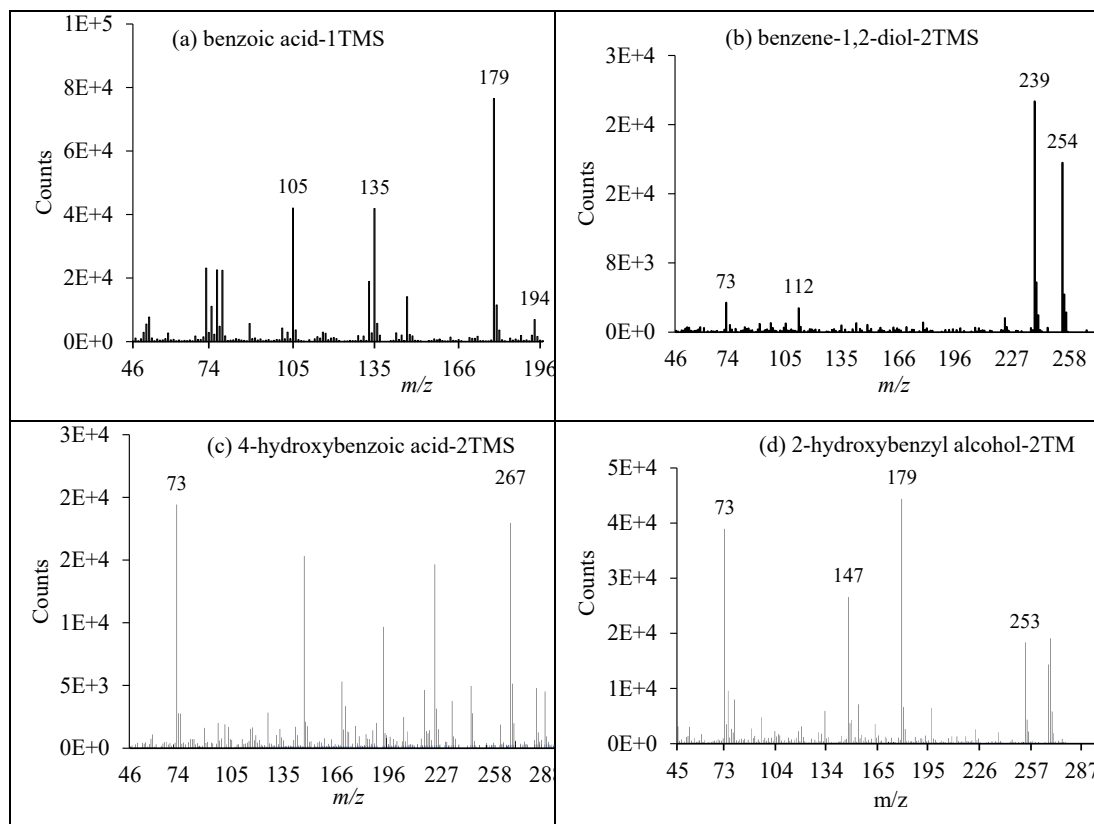 (a) benzoic acid-1TMS
1E+5
8E+4
6E+4
4E+4
2E+4
0E+0
Counts
179
105
135
194
46 74 105 135 166 196
m/z
(b) benzene-1,2-diol-2TMS
3E+4
2E+4
2E+4
8E+3
0E+0
Counts
239
254
73
112
46 74 105 135 166 196 227 258
m/z
(c) 4-hydroxybenzoic acid-2TMS
3E+4
2E+4
2E+4
1E+4
5E+3
0E+0
Counts
73
267
46 73 105 135 166 196 227 258 288
m/z
(d) 2-hydroxybenzyl alcohol-2TM
5E+4
4E+4
3E+4
2E+4
1E+4
0E+0
Counts
179
73
147
253
45 74 104 134 165 195 226 257 287
m/z